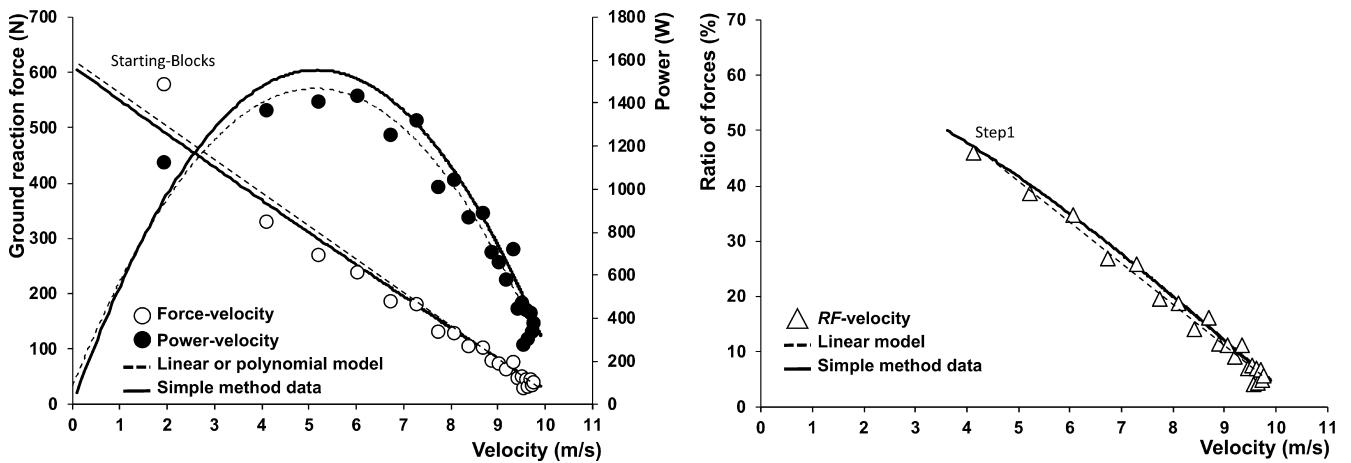 Ground reaction force (N)
700
600
500
400
300
200
100
0
Starting-Blocks
Force-velocity
Power-velocity
Linear or polynomial model
Simple method data
0 1 2 3 4 5 6 7 8 9 10 11
Velocity (m/s)
1800
1600
1400
1200
1000
800
600
400
200
0
Power (W)
Ratio of forces (%)
70
60
50
40
30
20
10
0
Step1
RF-velocity
Linear model
Simple method data
0 1 2 3 4 5 6 7 8 9 10 11
Velocity (m/s)